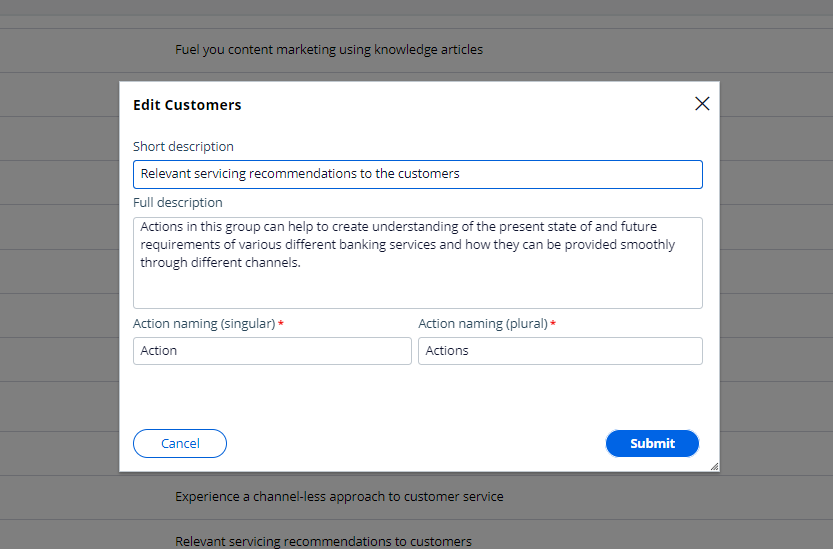 Fuel you content marketing using knowledge articles
Edit Customers
Short description
Relevant servicing recommendations to the customers
Full description
Actions in this group can help to create understanding of the present state of and future
requirements of various different banking services and how they can be provided smoothly
through different channels.
Action naming (singular) *
Action naming (plural) *
Action
Actions
Cancel
Submit
Experience a channel-less approach to customer service
Relevant servicing recommendations to customers